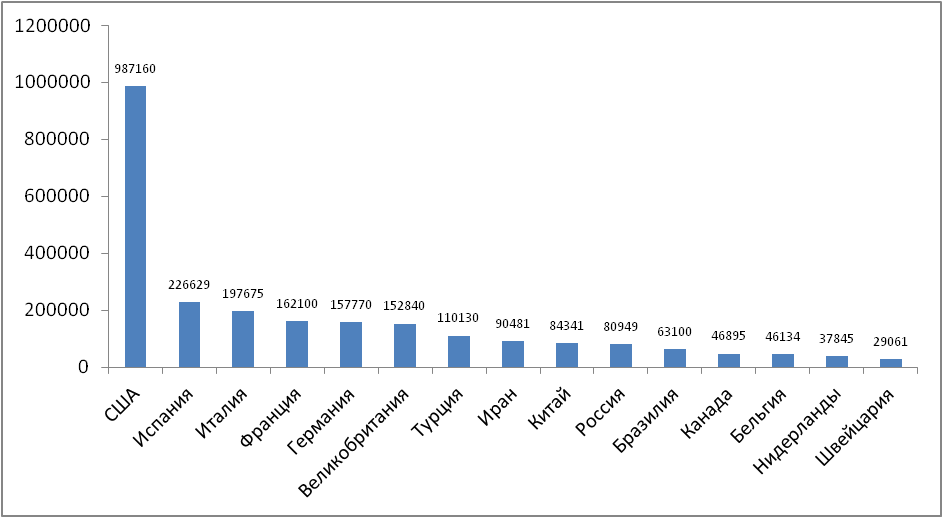 1200000
1000000
800000
600000
400000
200000
0
987160
226629
197675
162100
157770
152840
110130
90481
84341
80949
63100
46895
46134
37845
29061
США
Испания
Италия
Франция
Германия
Великобритания
Турция
Иран
Китай
Россия
Бразилия
Канада
Бельгия
Нидерланды
Швейцария